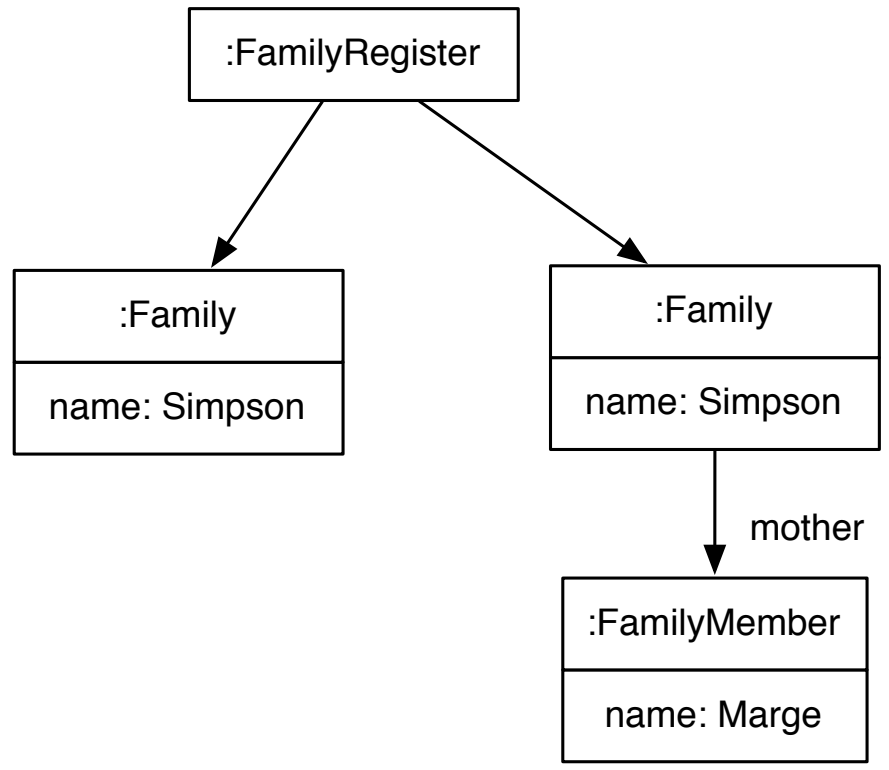 :FamilyRegister
:Family
name: Simpson
:Family
name: Simpson
mother
:FamilyMember
name: Marge